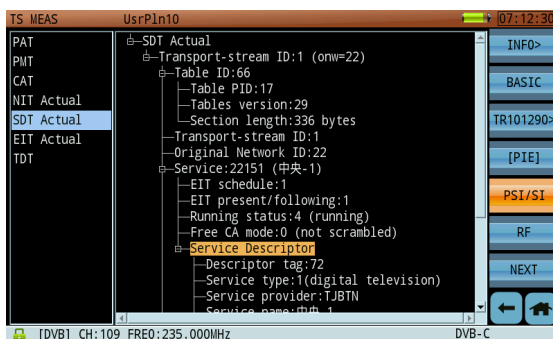 TS MEAS UsrPln10 07:12:30
PAT
PMT
CAT
NIT Actual
SDT Actual
EIT Actual
TDT
SDT Actual
Transport-stream ID:1 (onw=22)
Table ID:66
Table PID:17
Tables version:29
Section length:336 bytes
Transport-stream ID:1
Original Network ID:22
Service:22151 (中央-1)
EIT schedule:1
EIT present/following:1
Running status:4 (running)
Free CA mode:0 (not scrambled)
Service Descriptor
Descriptor tag:72
Service type:1(digital television)
Service provider:TJBTN
Service name:中央-1
INFO>
BASIC
TR101290>
[PIE]
PSI/SI
RF
NEXT
[DVB] CH:109 FREQ:235.000MHz DVB-C